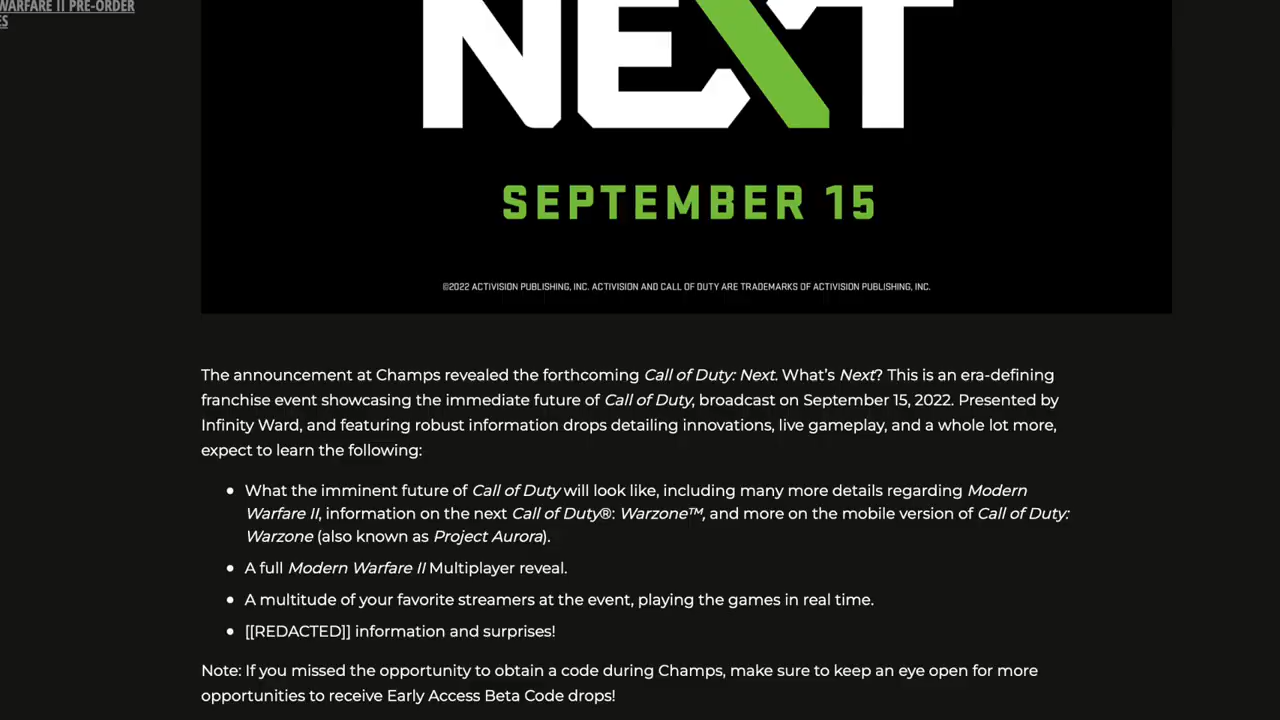 WARFARE II PRE-ORDER
ES
NEXT
SEPTEMBER 15
©2022 ACTIVISION PUBLISHING, INC. ACTIVISION AND CALL OF DUTY ARE TRADEMARKS OF ACTIVISION PUBLISHING, INC.
The announcement at Champs revealed the forthcoming Call of Duty: Next. What's Next? This is an era-defining
franchise event showcasing the immediate future of Call of Duty, broadcast on September 15, 2022. Presented by
Infinity Ward, and featuring robust information drops detailing innovations, live gameplay, and a whole lot more,
expect to learn the following:
• What the imminent future of Call of Duty will look like, including many more details regarding Modern
Warfare II, information on the next Call of Duty®: Warzone™, and more on the mobile version of Call of Duty:
Warzone (also known as Project Aurora).
• A full Modern Warfare II Multiplayer reveal.
• A multitude of your favorite streamers at the event, playing the games in real time.
• [[REDACTED]] information and surprises!
Note: If you missed the opportunity to obtain a code during Champs, make sure to keep an eye open for more
opportunities to receive Early Access Beta Code drops!